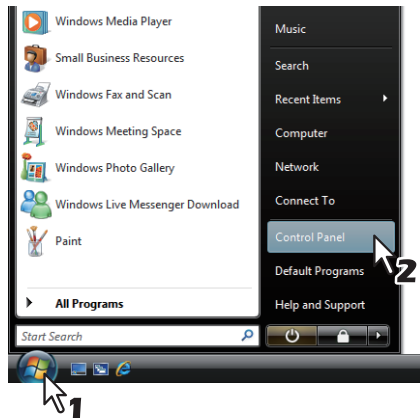 Windows Media Player
Small Business Resources
Windows Fax and Scan
Windows Meeting Space
Windows Photo Gallery
Windows Live Messenger Download
Paint
All Programs
Start Search
Music
Search
Recent Items
Computer
Network
Connect To
Control Panel
Default Programs
Help and Support
2
1